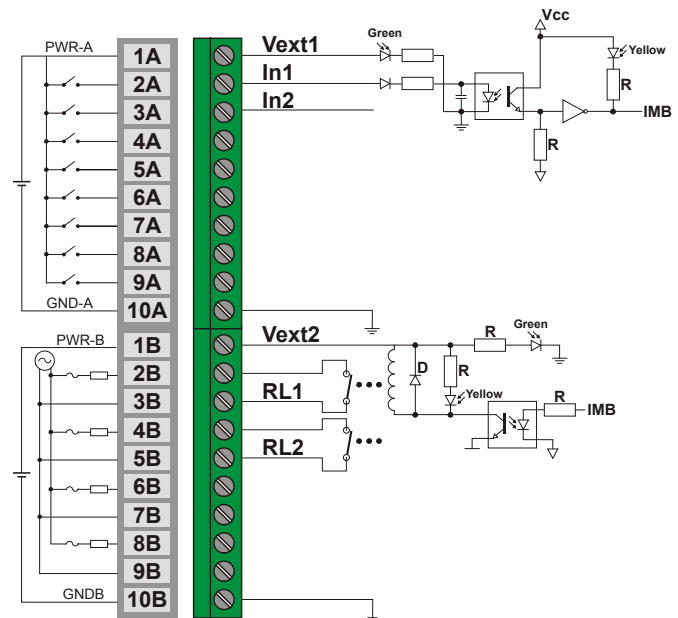 Vcc
Green
PWR-A
1A
Vext1
Yellow
2A
In1
R
3A
In2
IMB
4A
R
5A
6A
7A
8A
9A
GND-A
10A
PWR-B
1B
Vext2
R
Green
2B
D
R
3B
RL1
Yellow
R
4B
IMB
5B
RL2
6B
7B
8B
9B
GNDB
10B